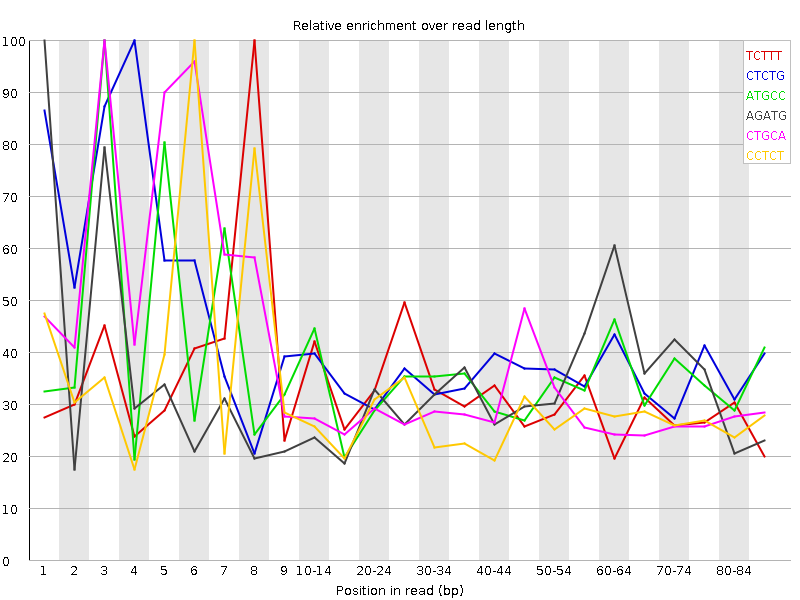 Relative enrichment over read length
100
90
80
70
60
50
40
30
20
10
0
TCTTT
CTCTG
ATGCC
AGATG
CTGCA
CCTCT
1 2 3 4 5 6 7 8 9 10-14 20-24 30-34 40-44 50-54 60-64 70-74 80-84
Position in read (bp)